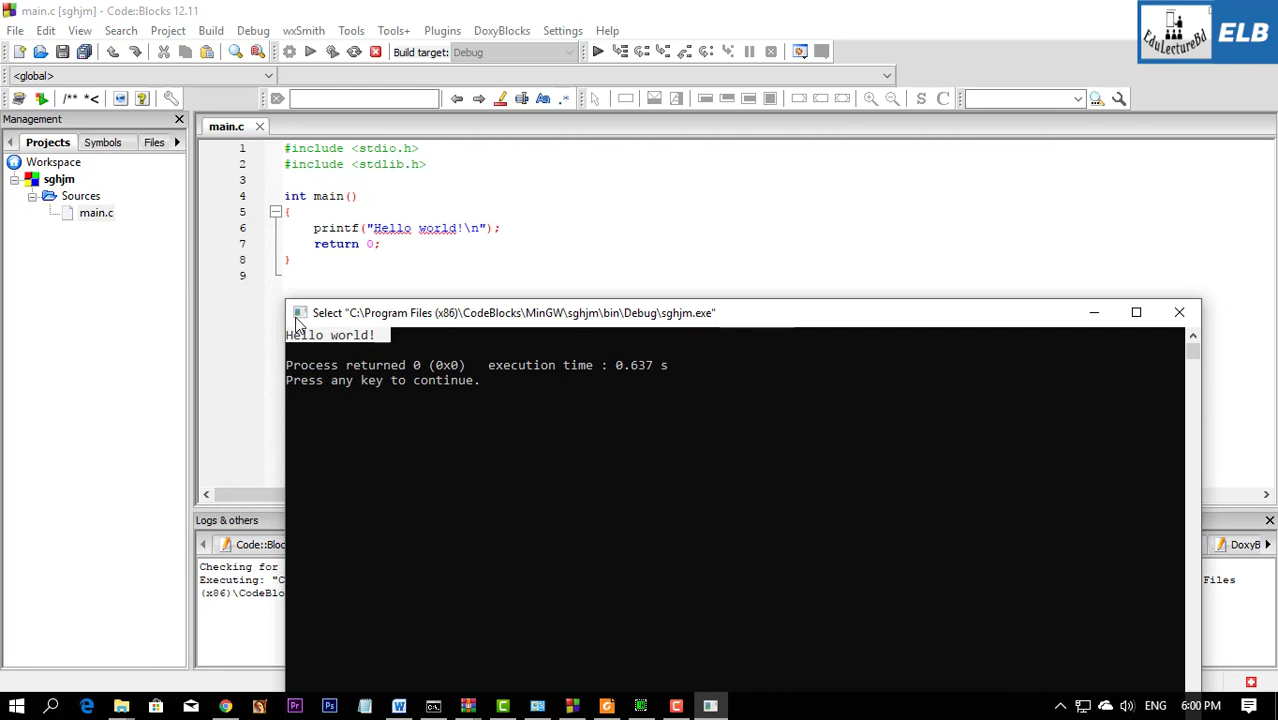 main.c [sghjm] - Code::Blocks 12.11
File Edit View Search Project Build Debug wxSmith Tools Tools+ Plugins DoxyBlocks Settings Help
Build target: Debug
<global>
/** *<
S C
EduLectureBd ELB
Management
Projects Symbols Files
Workspace
sghjm
Sources
main.c
main.c
1 #include <stdio.h>
2 #include <stdlib.h>
3
4 int main()
5 {
6 printf("Hello world!\n");
7 return 0;
8 }
9
Select "C:\Program Files (x86)\CodeBlocks\MinGW\sghjm\bin\Debug\sghjm.exe"
Hello world!
Process returned 0 (0x0) execution time : 0.637 s
Press any key to continue.
Logs & others
Code::Bloc
DoxyB
Checking for
Executing: "C
Files
(x86)\CodeBlo
Pr Ps
ENG 6:00 PM